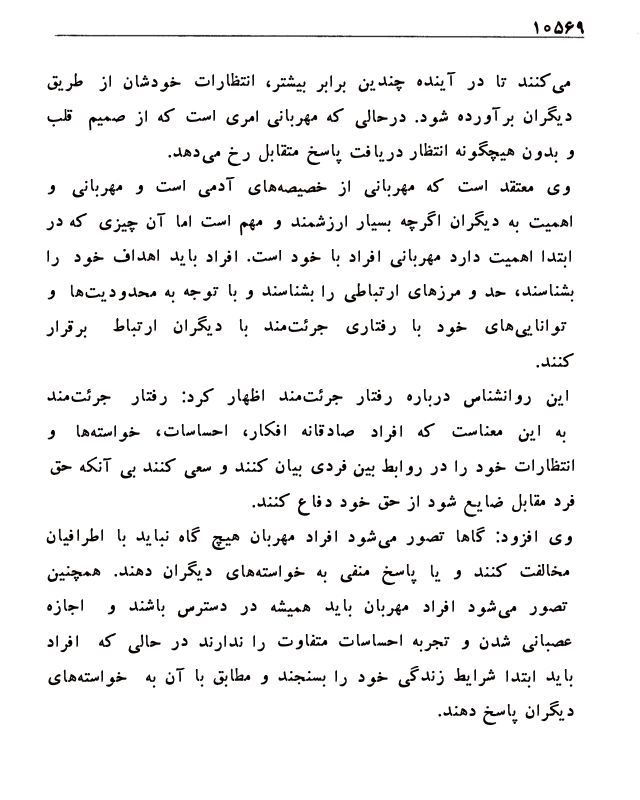 ۱۰۵۶۹
می‌کنند تا در آینده چندین برابر بیشتر، انتظارات خودشان از طریق
دیگران برآورده شود. درحالی که مهربانی امری است که از صمیم قلب
و بدون هیچگونه انتظار دریافت پاسخ متقابل رخ می‌دهد.
وی معتقد است که مهربانی از خصیصه‌های آدمی است و مهربانی و
اهمیت به دیگران اگرچه بسیار ارزشمند و مهم است اما آن چیزی که در
ابتدا اهمیت دارد مهربانی افراد با خود است. افراد باید اهداف خود را
بشناسند، حد و مرزهای ارتباطی را بشناسند و با توجه به محدودیت‌ها و
توانایی‌های خود با رفتاری جرئت‌مند با دیگران ارتباط برقرار
کنند.
این روانشناس درباره رفتار جرئت‌مند اظهار کرد: رفتار جرئت‌مند
به این معناست که افراد صادقانه افکار، احساسات، خواسته‌ها و
انتظارات خود را در روابط بین فردی بیان کنند و سعی کنند بی آنکه حق
فرد مقابل ضایع شود از حق خود دفاع کنند.
وی افزود: گاها تصور می‌شود افراد مهربان هیچ گاه نباید با اطرافیان
مخالفت کنند و یا پاسخ منفی به خواسته‌های دیگران دهند. همچنین
تصور می‌شود افراد مهربان باید همیشه در دسترس باشند و اجازه
عصبانی شدن و تجربه احساسات متفاوت را ندارند در حالی که افراد
باید ابتدا شرایط زندگی خود را بسنجند و مطابق با آن به خواسته‌های
دیگران پاسخ دهند.